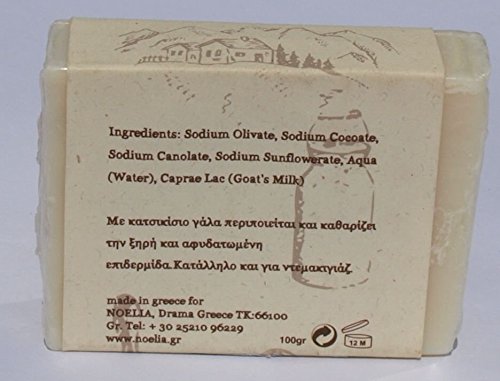 Ingredients: Sodium Olivate, Sodium Cocoate,
Sodium Canolate, Sodium Sunflowerate, Aqua
(Water), Caprae Lac (Goat's Milk)
Με κατσικίσιο γάλα περιποιείται και καθαρίζει
την ξηρή και αφυδατωμένη
επιδερμίδα.Κατάλληλο και για ντεμακιγιάζ.
made in greece for
NOELIA, Drama Greece TK:66100
Gr. Tel: + 30 25210 96229
www.noelia.gr 100gr 12 M